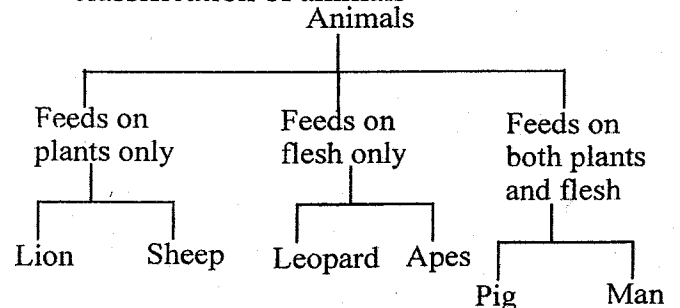 Animals
Feeds on
plants only
Feeds on
flesh only
Feeds on
both plants
and flesh
Lion
Sheep
Leopard
Apes
Pig
Man